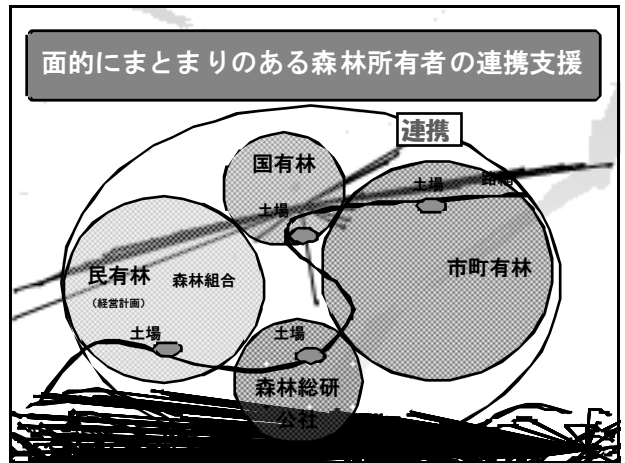 面的にまとまりのある森林所有者の連携支援
連携
国有林
土場
土場
路網
民有林
(経営計画)
森林組合
市町有林
土場
土場
森林総研
公社